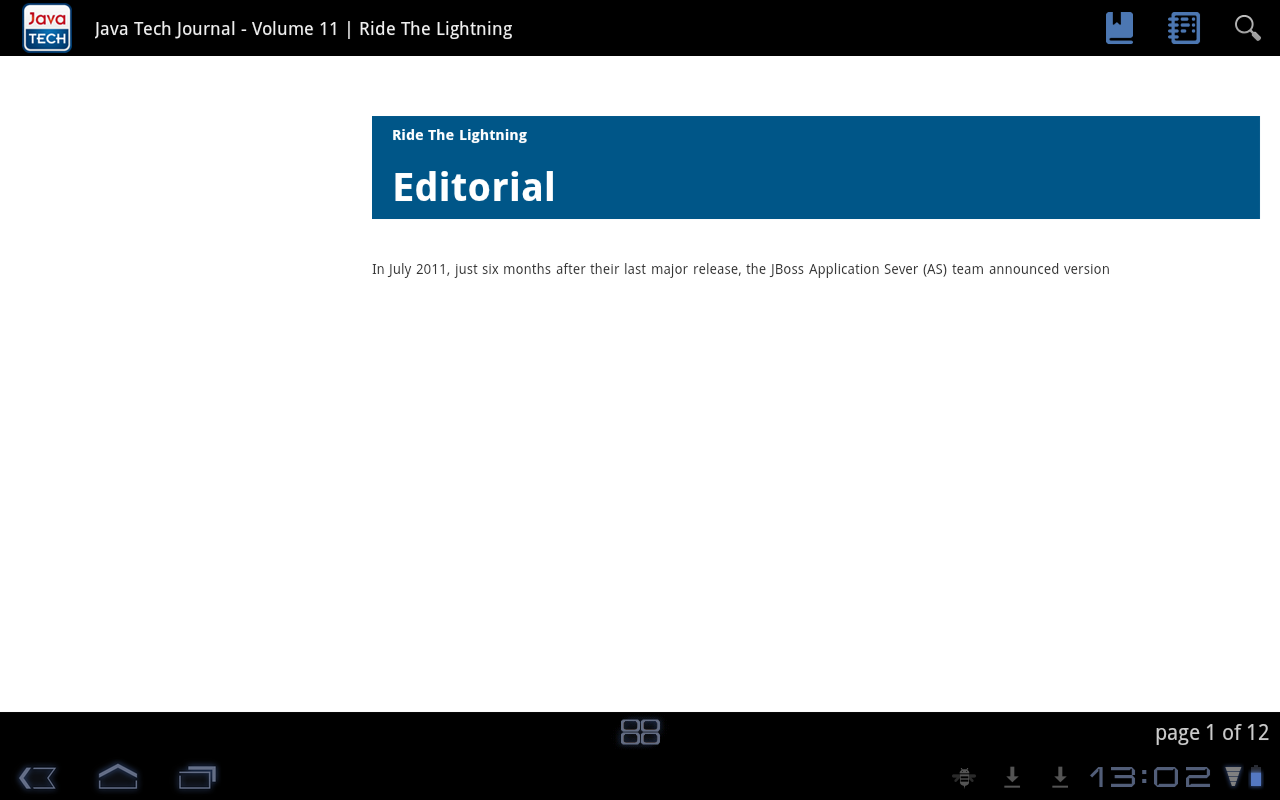 Java
TECH
Java Tech Journal - Volume 11 | Ride The Lightning
Ride The Lightning
Editorial
In July 2011, just six months after their last major release, the JBoss Application Sever (AS) team announced version
page 1 of 12
13:02